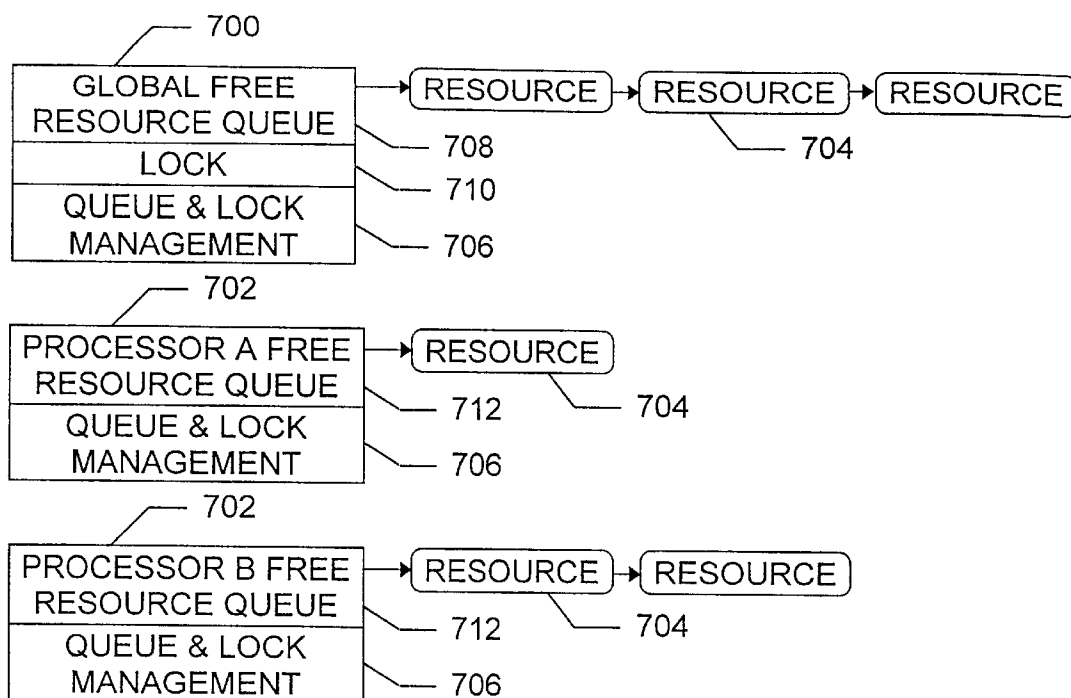 700
GLOBAL FREE
RESOURCE QUEUE
RESOURCE
RESOURCE
RESOURCE
708
704
LOCK
710
QUEUE & LOCK
MANAGEMENT
706
702
PROCESSOR A FREE
RESOURCE QUEUE
RESOURCE
712
704
QUEUE & LOCK
MANAGEMENT
706
702
PROCESSOR B FREE
RESOURCE QUEUE
RESOURCE
RESOURCE
712
704
QUEUE & LOCK
MANAGEMENT
706